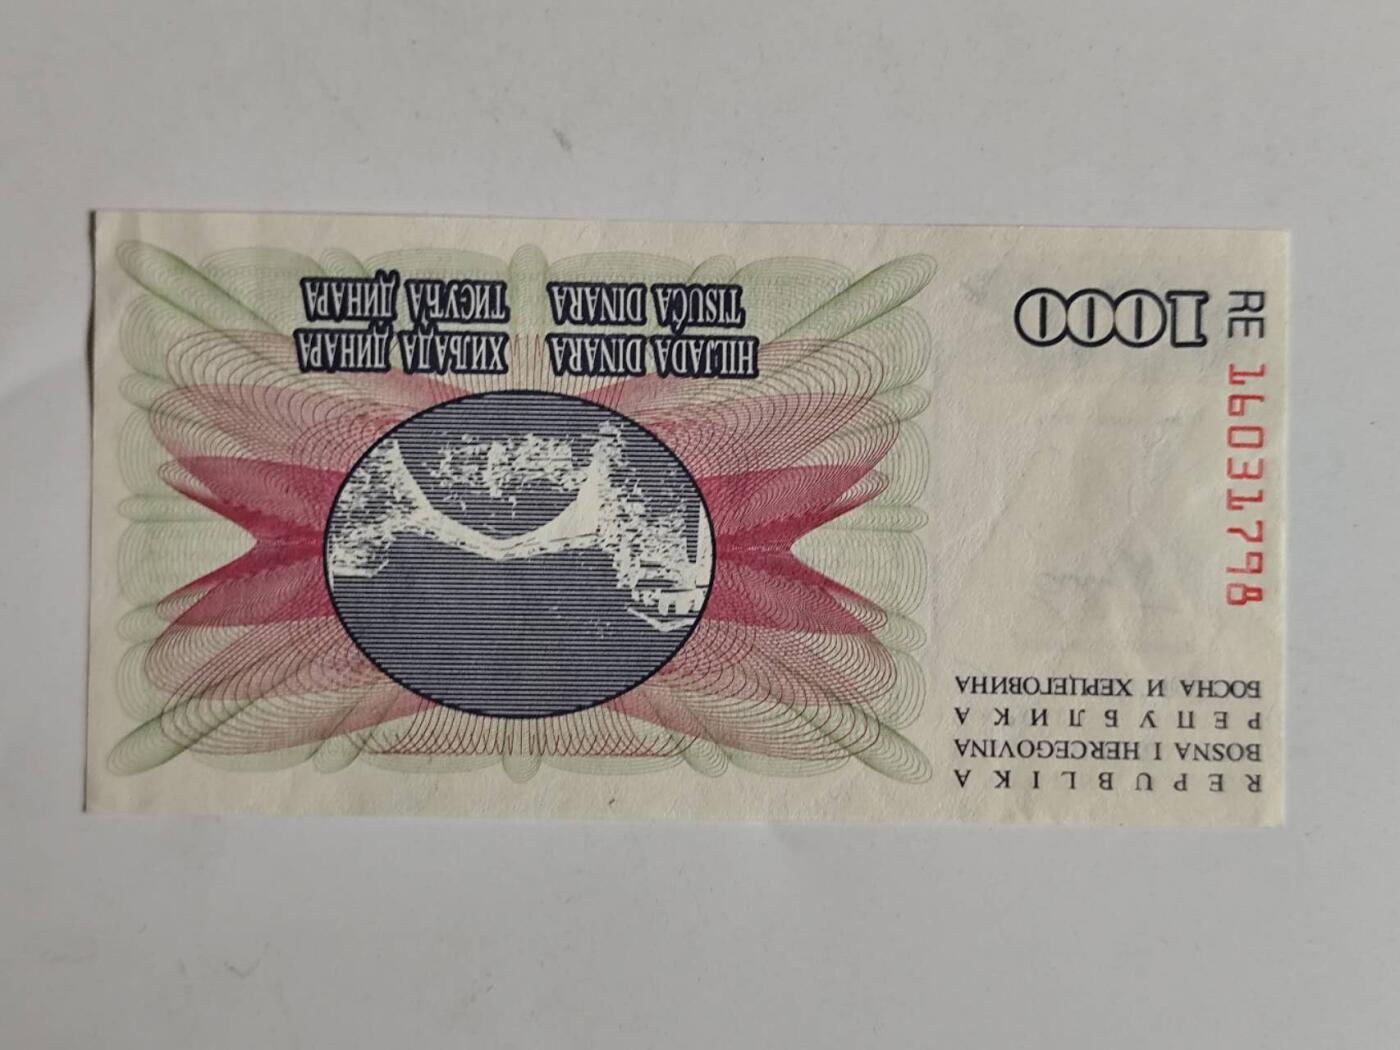 REPUBLIKA
BOSNA I HERCEGOVINA
РЕПУБЛИКА
БОСНА И ХЕРЦЕГОВИНА
RE 16031798
1000
HILJADA DINARA
TISUĆA DINARA
ХИЉАДА ДИНАРА
ТИСУЋА ДИНАРА